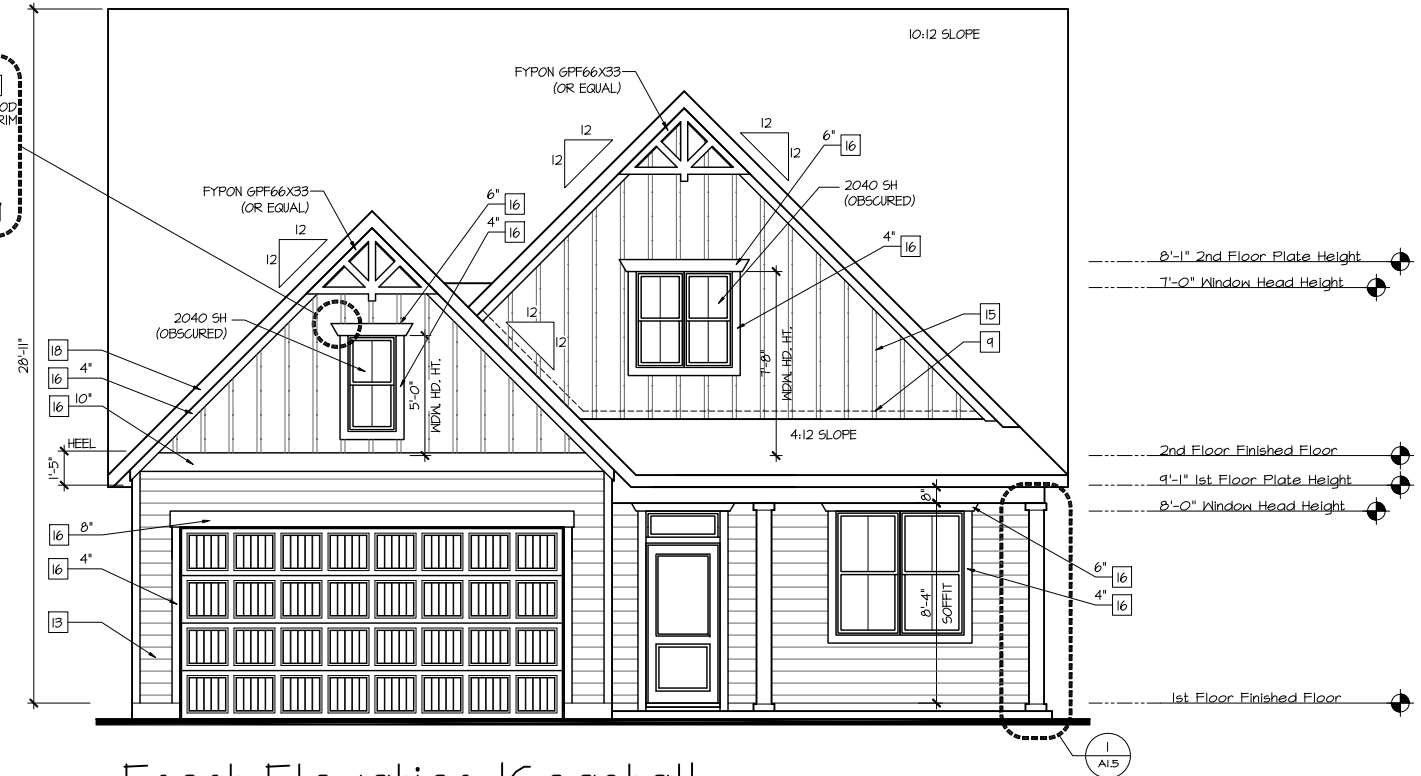 10:12 SLOPE
FYPON GPF66X33
(OR EQUAL)
12
12
12
12
6"
16
2040 SH
(OBSCURED)
4"
16
OD
RIM
FYPON GPF66X33
(OR EQUAL)
6"
16
4"
16
12
12
8'-1" 2nd Floor Plate Height
7'-0" Window Head Height
2040 SH
(OBSCURED)
12
12
15
9
28'-11"
18
4"
16
10"
16
5'-0"
WDW. HD. HT.
7'-8"
WDW. HD. HT.
4:12 SLOPE
HEEL
1'-5"
2nd Floor Finished Floor
9'-1" 1st Floor Plate Height
8'-0" Window Head Height
8"
8"
16
4"
16
13
8'-4"
SOFFIT
6"
16
4"
16
1st Floor Finished Floor
1
A1.5